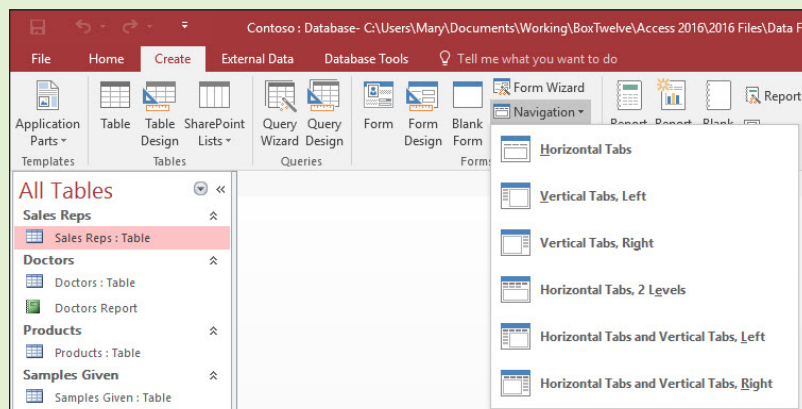 Contoso : Database- C:\Users\Mary\Documents\Working\BoxTwelve\Access 2016\2016 Files\Data F
File Home Create External Data Database Tools Tell me what you want to do
Form Wizard
Navigation
Report
Application Parts
Table
Table Design
SharePoint Lists
Query Wizard
Query Design
Form
Form Design
Blank Form
Report Report Blank
Templates Tables Queries Forms
Horizontal Tabs
Vertical Tabs, Left
Vertical Tabs, Right
Horizontal Tabs, 2 Levels
Horizontal Tabs and Vertical Tabs, Left
Horizontal Tabs and Vertical Tabs, Right
All Tables
Sales Reps
Sales Reps : Table
Doctors
Doctors : Table
Doctors Report
Products
Products : Table
Samples Given
Samples Given : Table